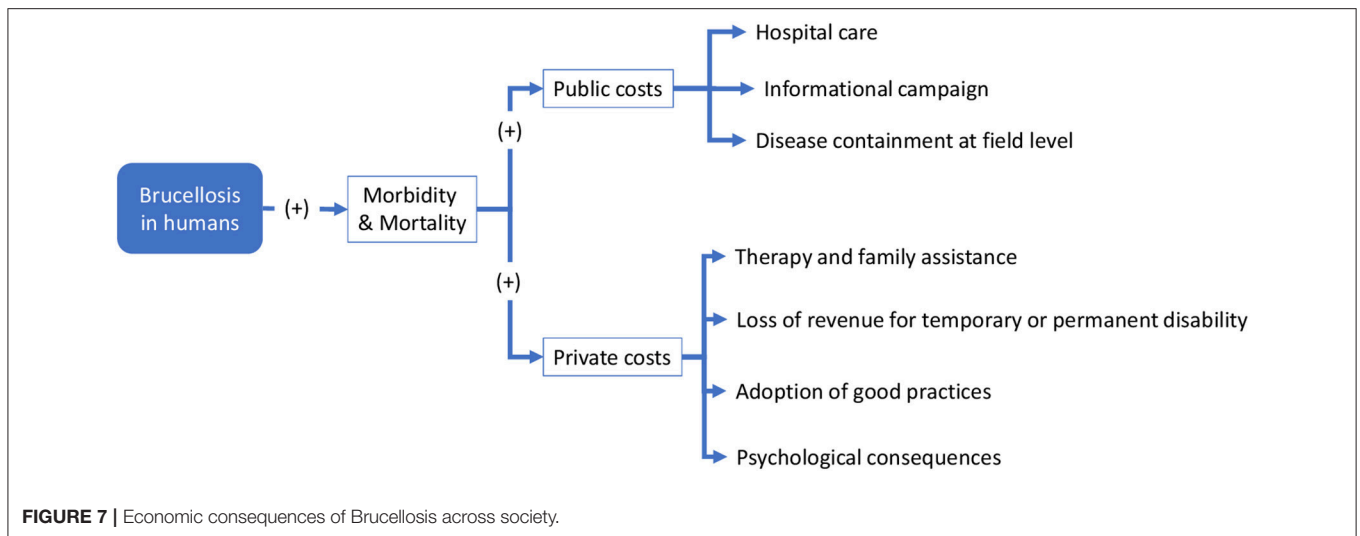 Brucellosis
in humans
(+)
Morbidity
& Mortality
(+)
(+)
Public costs
Hospital care
Informational campaign
Disease containment at field level
Private costs
Therapy and family assistance
Loss of revenue for temporary or permanent disability
Adoption of good practices
Psychological consequences
FIGURE 7 | Economic consequences of Brucellosis across society.